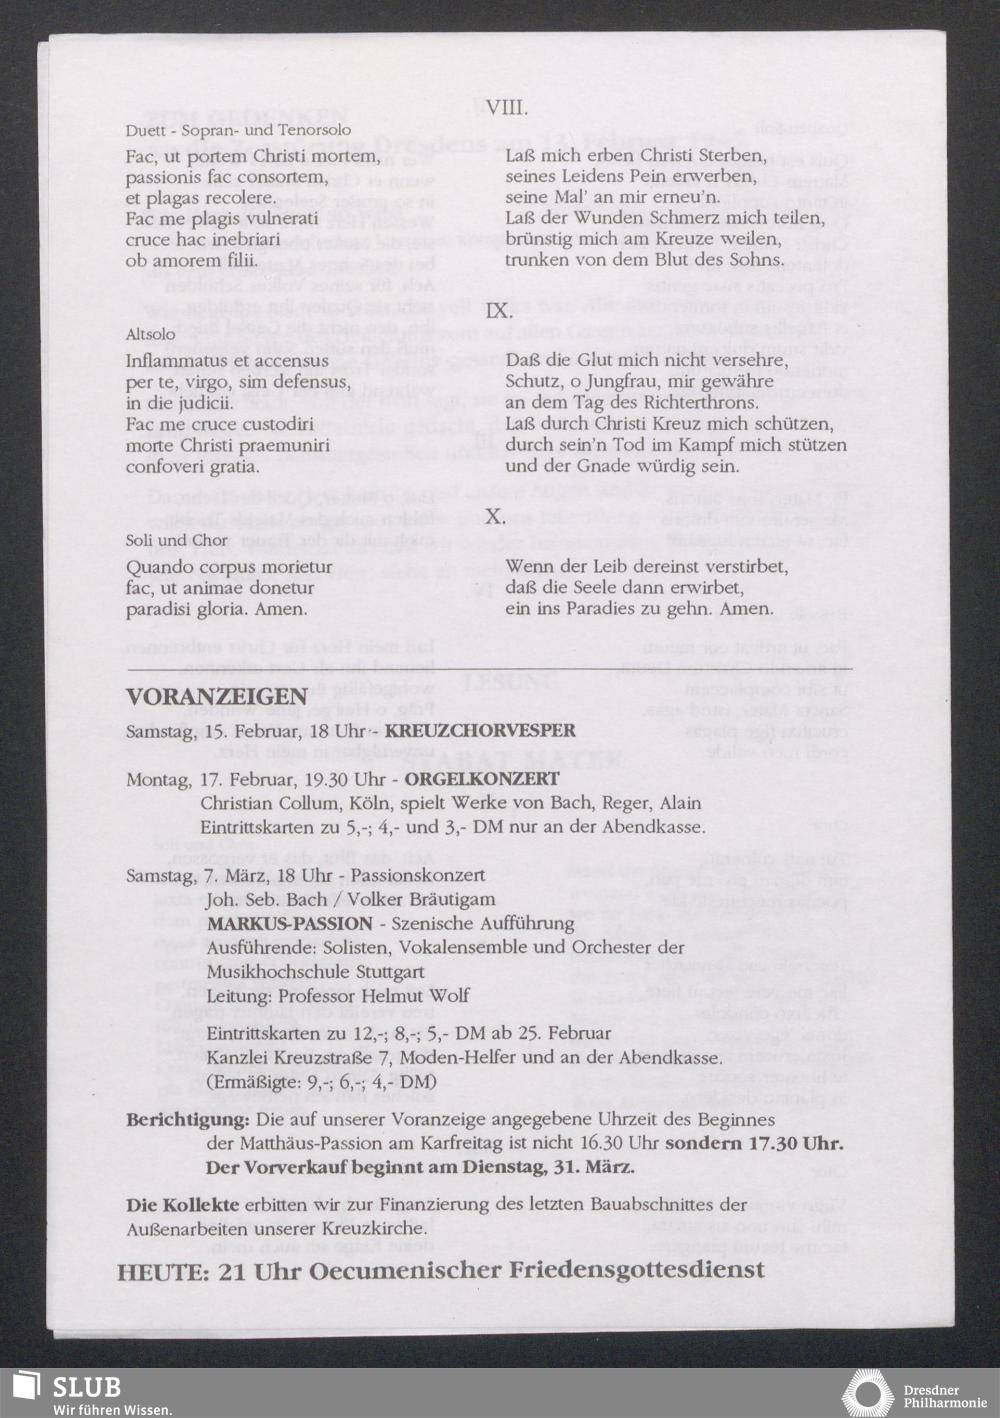 VIII.
Duett - Sopran- und Tenorsolo
Fac, ut portem Christi mortem,
passionis fac consortem,
et plagas recolere.
Fac me plagis vulnerati
cruce hac inebriari
ob amorem filii.
Laß mich erben Christi Sterben,
seines Leidens Pein erwerben,
seine Mal' an mir erneu'n.
Laß der Wunden Schmerz mich teilen,
brünstig mich am Kreuze weilen,
trunken von dem Blut des Sohns.
IX.
Altsolo
Inflammatus et accensus
per te, virgo, sim defensus,
in die judicii.
Fac me cruce custodiri
morte Christi praemuniri
confoveri gratia.
Daß die Glut mich nicht versehre,
Schutz, o Jungfrau, mir gewähre
an dem Tag des Richterthrons.
Laß durch Christi Kreuz mich schützen,
durch sein'n Tod im Kampf mich stützen
und der Gnade würdig sein.
X.
Soli und Chor
Quando corpus morietur
fac, ut animae donetur
paradisi gloria. Amen.
Wenn der Leib dereinst verstirbet,
daß die Seele dann erwirbet,
ein ins Paradies zu gehn. Amen.
VORANZEIGEN
Samstag, 15. Februar, 18 Uhr - KREUZCHORVESPER
Montag, 17. Februar, 19.30 Uhr - ORGELKONZERT
Christian Collum, Köln, spielt Werke von Bach, Reger, Alain
Eintrittskarten zu 5,-; 4,- und 3,- DM nur an der Abendkasse.
Samstag, 7. März, 18 Uhr - Passionskonzert
Joh. Seb. Bach / Volker Bräutigam
MARKUS-PASSION - Szenische Aufführung
Ausführende: Solisten, Vokalensemble und Orchester der
Musikhochschule Stuttgart
Leitung: Professor Helmut Wolf
Eintrittskarten zu 12,-; 8,-; 5,- DM ab 25. Februar
Kanzlei Kreuzstraße 7, Moden-Helfer und an der Abendkasse.
(Ermäßigte: 9,-; 6,-; 4,- DM)
Berichtigung: Die auf unserer Voranzeige angegebene Uhrzeit des Beginnes
der Matthäus-Passion am Karfreitag ist nicht 16.30 Uhr sondern 17.30 Uhr.
Der Vorverkauf beginnt am Dienstag, 31. März.
Die Kollekte erbitten wir zur Finanzierung des letzten Bauabschnittes der
Außenarbeiten unserer Kreuzkirche.
HEUTE: 21 Uhr Oecumenischer Friedensgottesdienst
SLUB
Wir führen Wissen.
Dresdner
Philharmonie